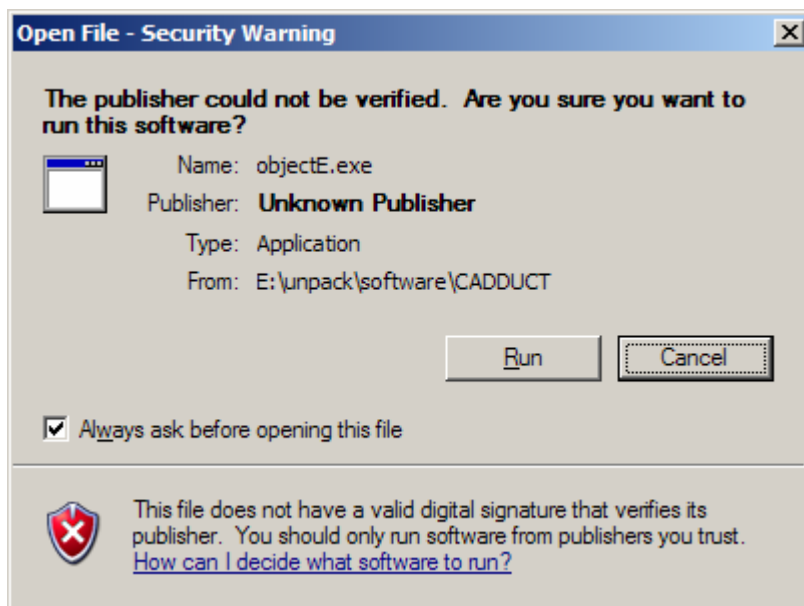 Open File - Security Warning
The publisher could not be verified. Are you sure you want to
run this software?
Name: objectE.exe
Publisher: Unknown Publisher
Type: Application
From: E:\unpack\software\CADDUCT
Run Cancel
Always ask before opening this file
This file does not have a valid digital signature that verifies its
publisher. You should only run software from publishers you trust.
How can I decide what software to run?